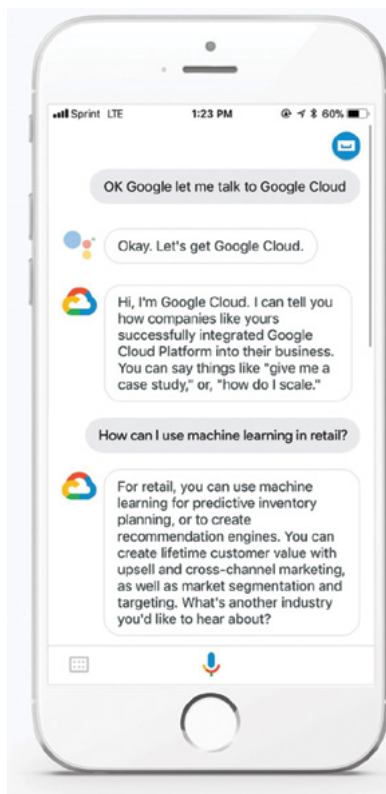 Sprint LTE 1:23 PM 60%
OK Google let me talk to Google Cloud
Okay. Let's get Google Cloud.
Hi, I'm Google Cloud. I can tell you
how companies like yours
successfully integrated Google
Cloud Platform into their business.
You can say things like "give me a
case study," or, "how do I scale."
How can I use machine learning in retail?
For retail, you can use machine
learning for predictive inventory
planning, or to create
recommendation engines. You can
create lifetime customer value with
upsell and cross-channel marketing,
as well as market segmentation and
targeting. What's another industry
you'd like to hear about?